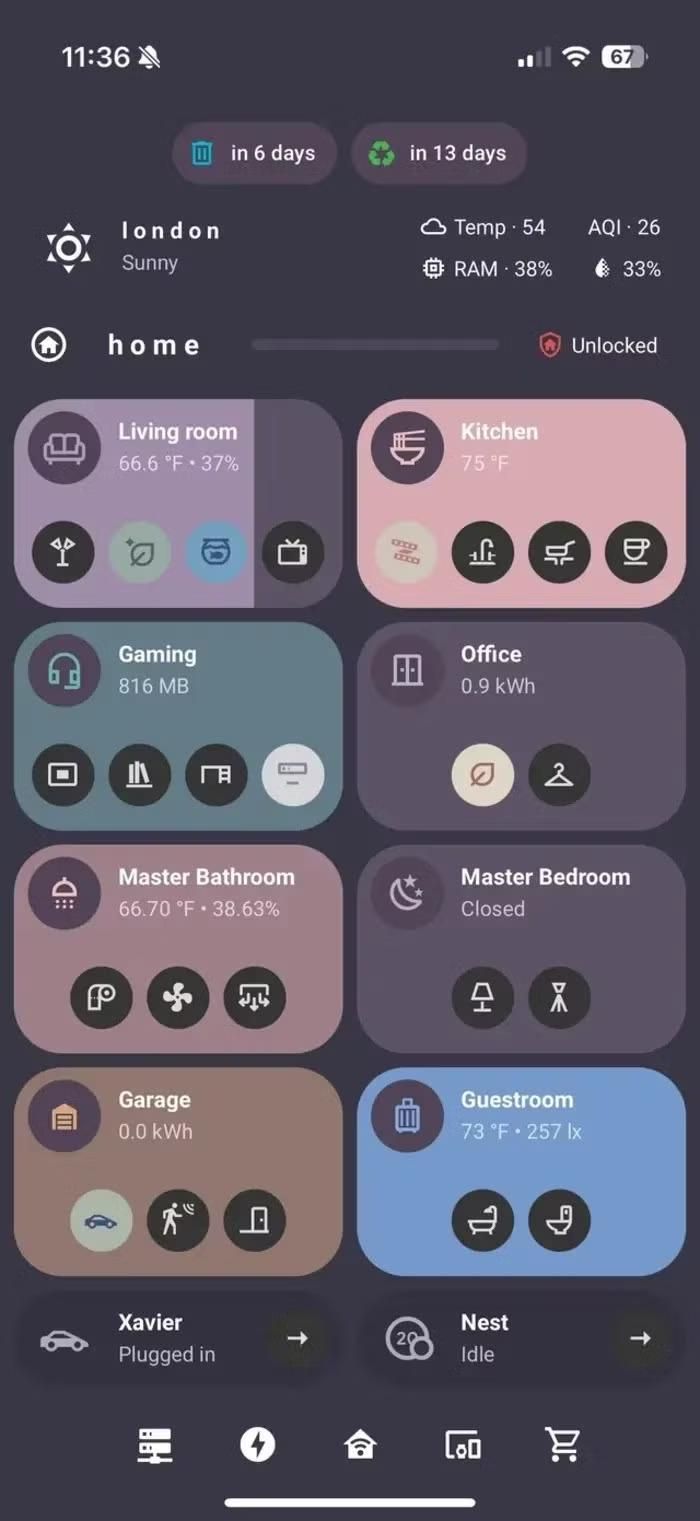 11:36
67
in 6 days
in 13 days
london
Sunny
Temp · 54
AQI · 26
RAM · 38%
33%
home
Unlocked
Living room
66.6 °F • 37%
Kitchen
75 °F
Gaming
816 MB
Office
0.9 kWh
Master Bathroom
66.70 °F • 38.63%
Master Bedroom
Closed
Garage
0.0 kWh
Guestroom
73 °F • 257 lx
Xavier
Plugged in
20
Nest
Idle